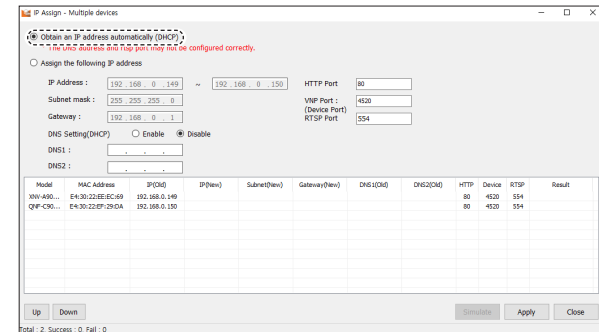 IP Assign - Multiple devices
Obtain an IP address automatically (DHCP)
The DNS address and rtsp port may not be configured correctly.
Assign the following IP address
IP Address : 192 . 168 . 0 . 149 ~ 192 . 168 . 0 . 150 HTTP Port 80
Subnet mask : 255 . 255 . 255 . 0 VNP Port : 4520
(Device Port)
Gateway : 192 . 168 . 0 . 1 RTSP Port 554
DNS Setting(DHCP) Enable Disable
DNS1 : . . .
DNS2 : . . .
Model MAC Address IP(Old) IP(New) Subnet(New) Gateway(New) DNS1(Old) DNS2(Old) HTTP Device RTSP Result
XNV-A90... E4:30:22:EE:EC:69 192.168.0.149 80 4520 554
QNF-C90... E4:30:22:EF:29:DA 192.168.0.150 80 4520 554
Up Down Simulate Apply Close
Total : 2, Success : 0, Fail : 0